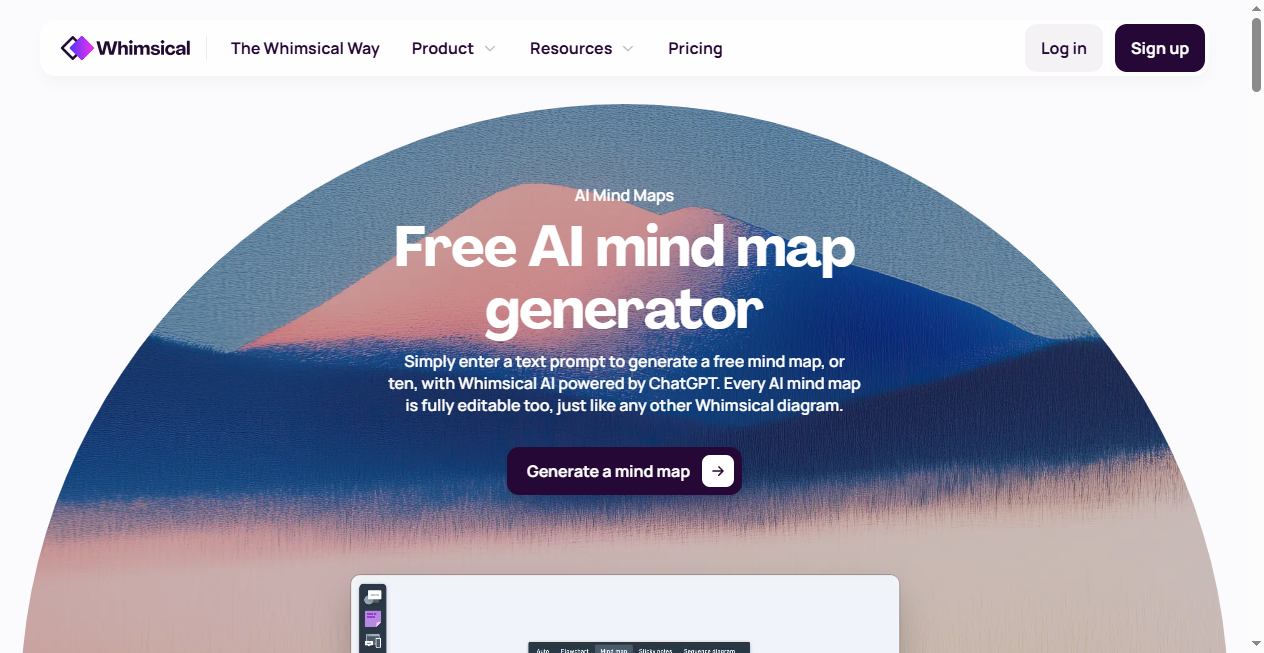 Whimsical
The Whimsical Way
Product
Resources
Pricing
Log in
Sign up
AI Mind Maps
Free AI mind map
generator
Simply enter a text prompt to generate a free mind map, or
ten, with Whimsical AI powered by ChatGPT. Every AI mind map
is fully editable too, just like any other Whimsical diagram.
Generate a mind map
Auto Flowchart Mind map Sticky notes Sequence diagram